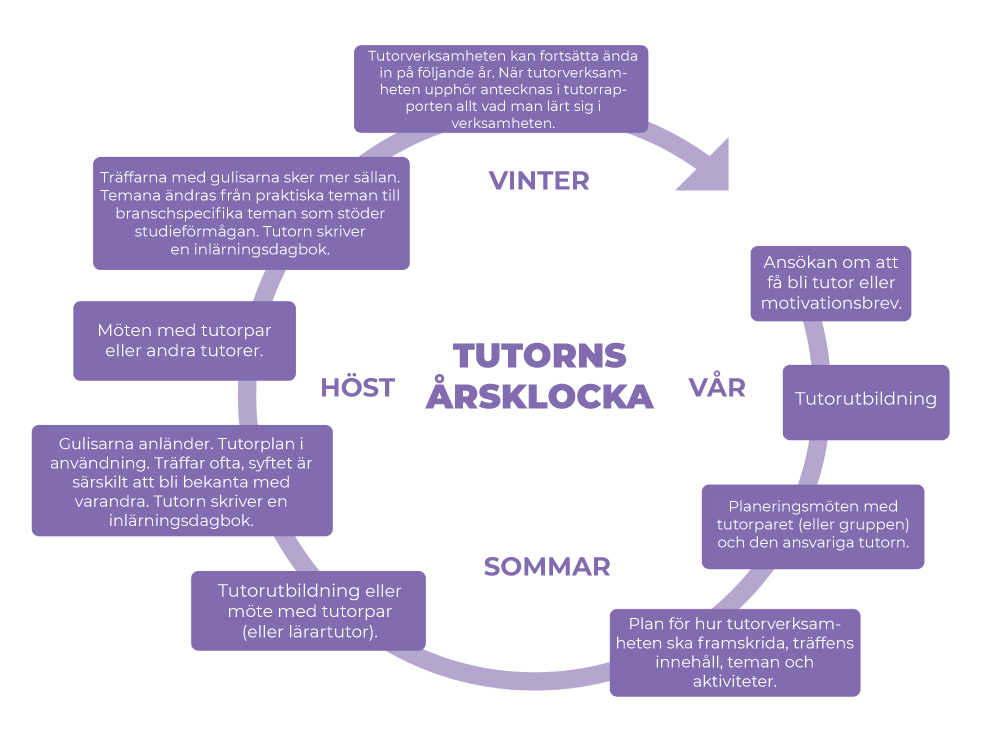 TUTORNS
ÅRSKLOCKA
VÅR
Ansökan om att
få bli tutor eller
motivationsbrev.
Tutorutbildning
Planeringsmöten med
tutorparet (eller gruppen)
och den ansvariga tutorn.
SOMMAR
Plan för hur tutorverksam-
heten ska framskrida, träffens
innehåll, teman och
aktiviteter.
Tutorutbildning eller
möte med tutorpar
(eller lärartutor).
HÖST
Gulisarna anländer. Tutorplan i
användning. Träffar ofta, syftet är
särskilt att bli bekanta med
varandra. Tutorn skriver en
inlärningsdagbok.
Möten med tutorpar
eller andra tutorer.
Träffarna med gulisarna sker mer sällan.
Temana ändras från praktiska teman till
branschspecifika teman som stöder
studieförmågan. Tutorn skriver
en inlärningsdagbok.
VINTER
Tutorverksamheten kan fortsätta ända
in på följande år. När tutorverksam-
heten upphör antecknas i tutorrap-
porten allt vad man lärt sig i
verksamheten.